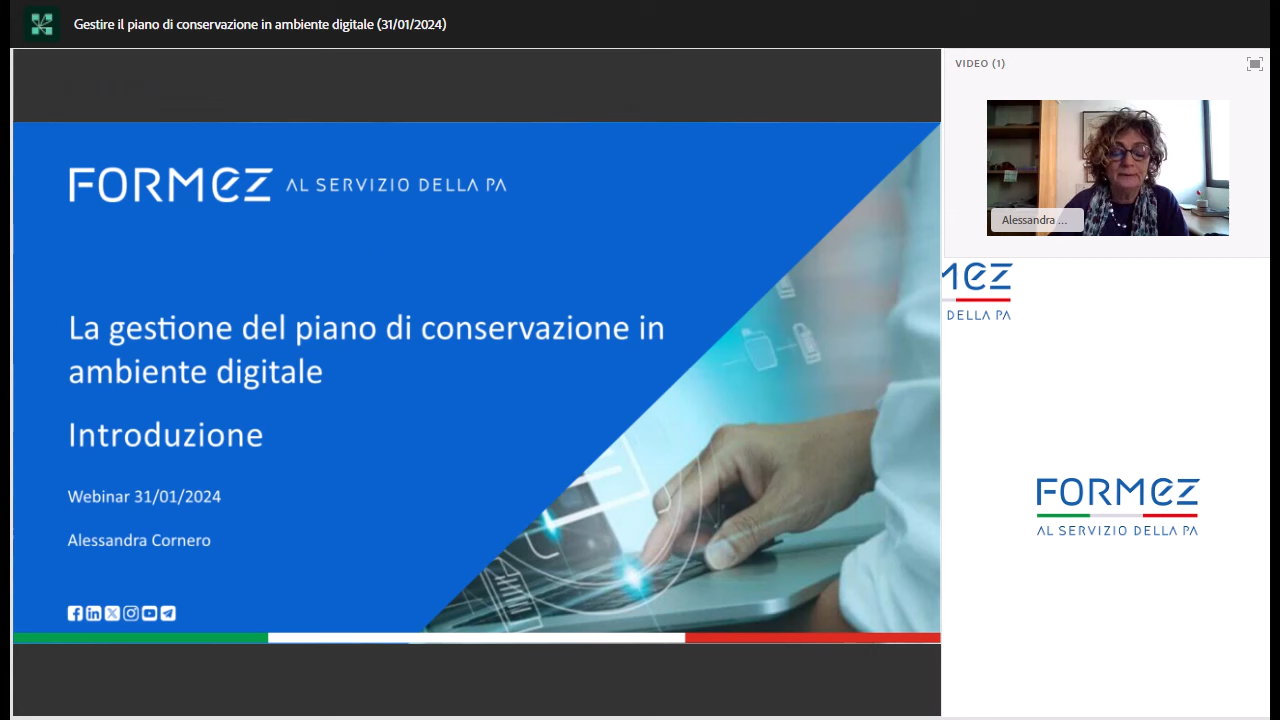 Gestire il piano di conservazione in ambiente digitale (31/01/2024)
VIDEO (1)
Alessandra ...
FORMEZ AL SERVIZIO DELLA PA
La gestione del piano di conservazione in
ambiente digitale
Introduzione
Webinar 31/01/2024
Alessandra Cornero
MEZ
DELLA PA
FORMEZ
AL SERVIZIO DELLA PA